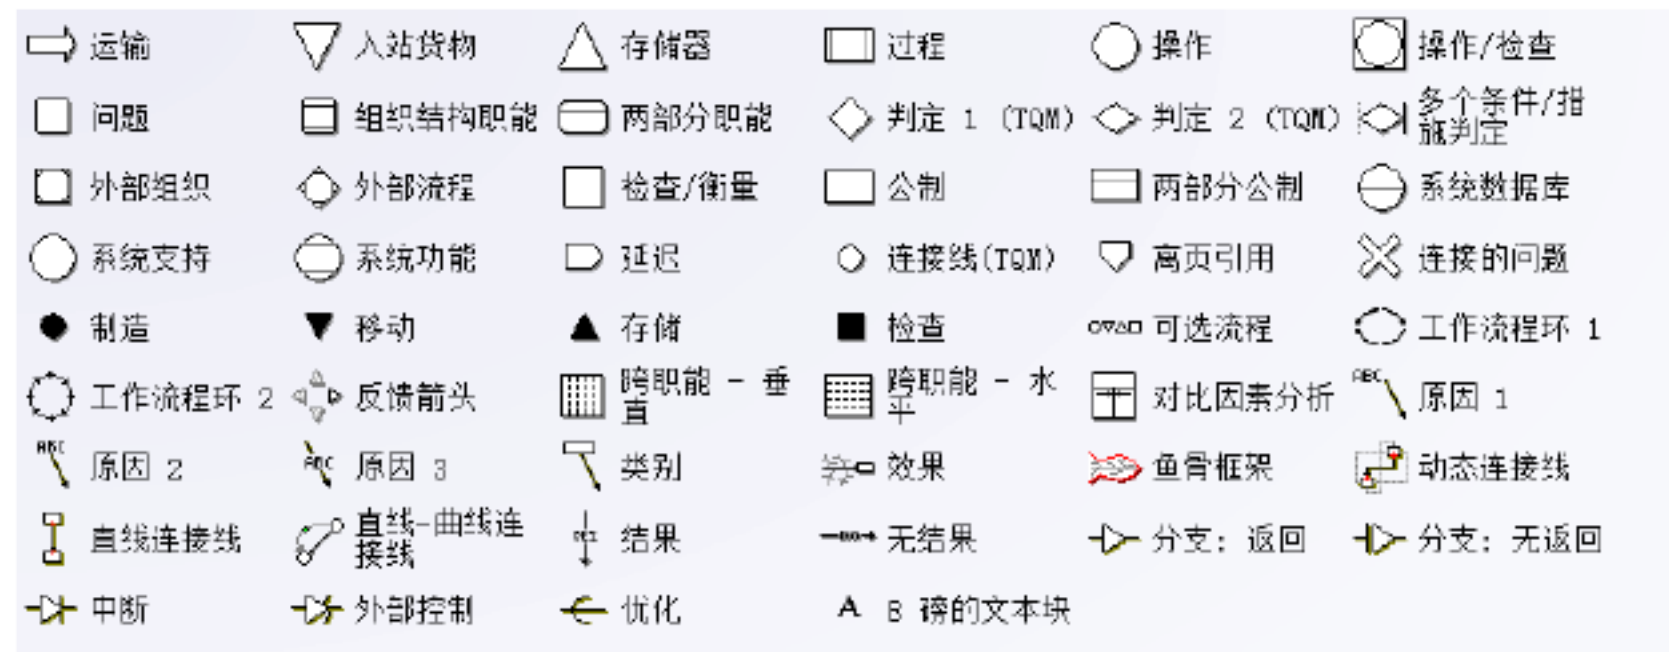 运输 入站货物 存储器 过程 操作 操作/检查
问题 组织结构职能 两部分职能 判定 1 (TQM) 判定 2 (TQM) 多个条件/措
施判定
外部组织 外部流程 检查/衡量 公制 两部分公制 系统数据库
系统支持 系统功能 延迟 连接线(TQM) 离页引用 连接的问题
制造 移动 存储 检查 可选流程 工作流程环 1
工作流程环 2 反馈箭头 跨职能 - 垂
直 跨职能 - 水
平 对比因素分折 ABC 原因 1
ABC 原因 2 ABC 原因 3 类别 效果 鱼骨框架 动态连接线
直线连接线 直线-曲线连
接线 结果 无结果 分支: 返回 分支: 无返回
中断 外部控制 优化 A 8 磅的文本块